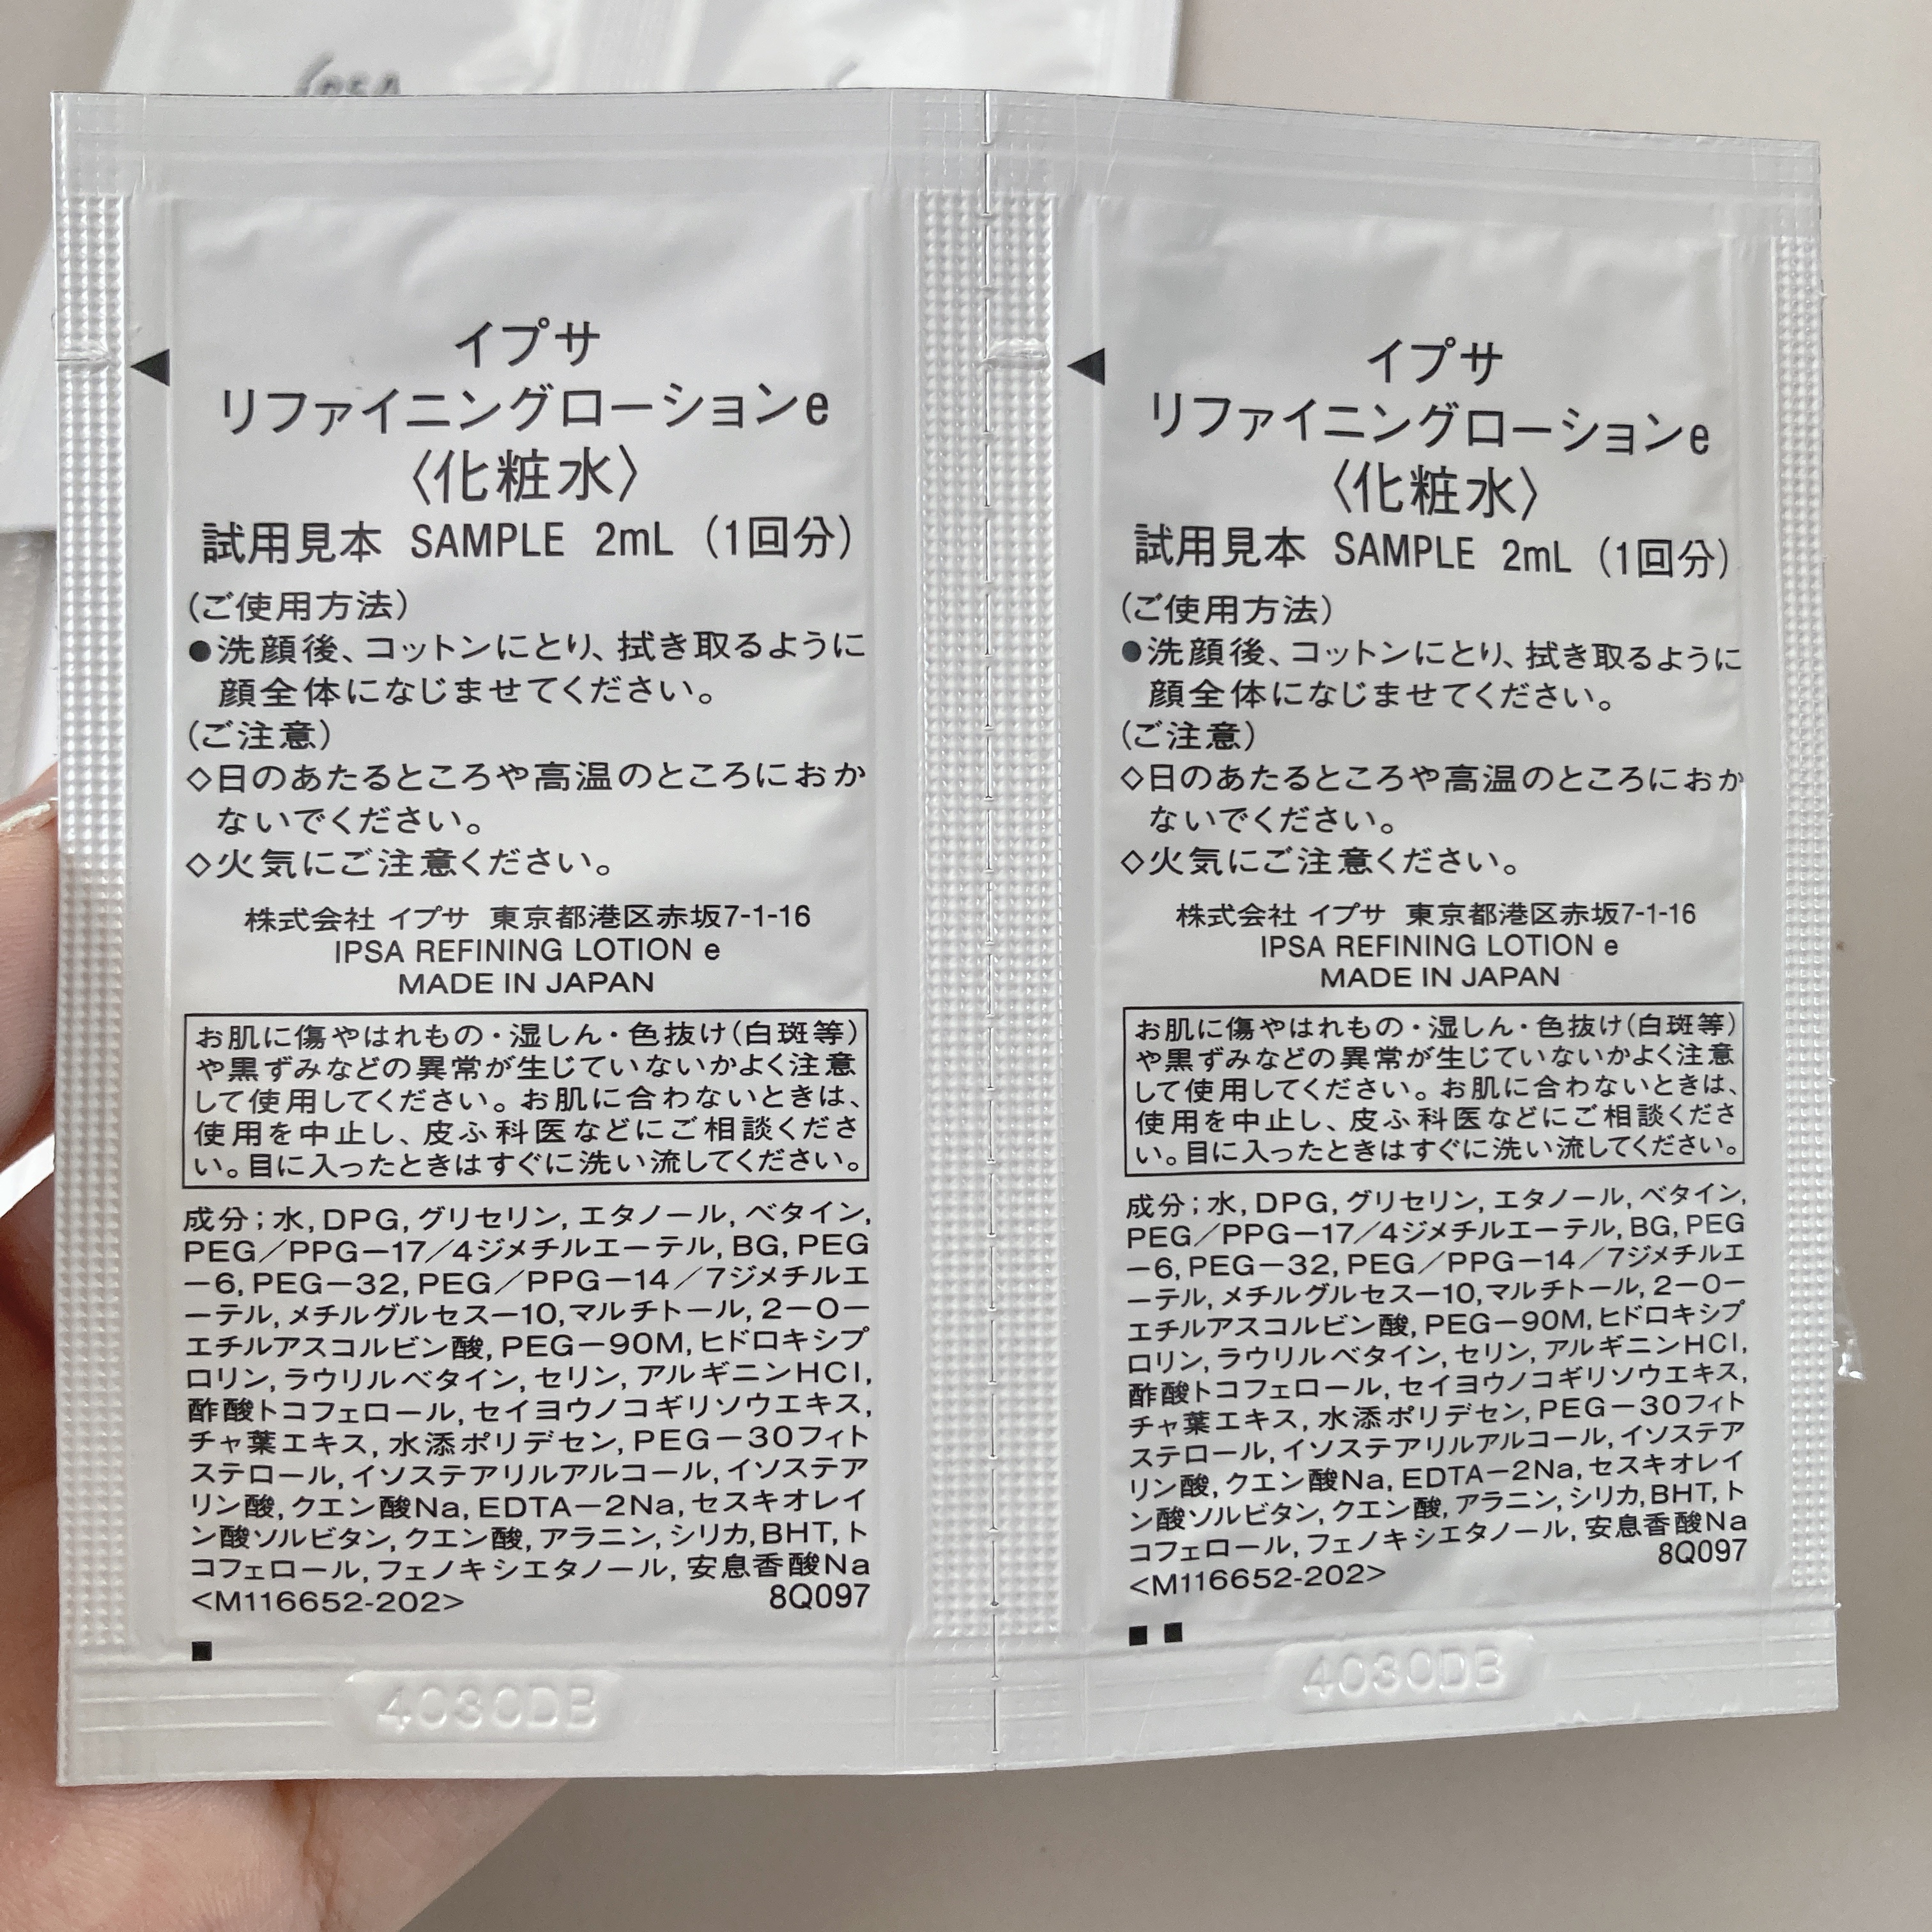 IPSA
イプサ
リファイニングローションe
〈化粧水〉
試用見本 SAMPLE 2mL (1回分)
(ご使用方法)
●洗顔後、コットンにとり、拭き取るように
顔全体になじませてください。
(ご注意)
◇日のあたるところや高温のところにおか
ないでください。
◇火気にご注意ください。
株式会社 イプサ 東京都港区赤坂7-1-16
IPSA REFINING LOTION e
MADE IN JAPAN
お肌に傷やはれもの・湿しん・色抜け(白斑等)
や黒ずみなどの異常が生じていないかよく注意
して使用してください。お肌に合わないときは、
使用を中止し、皮ふ科医などにご相談くださ
い。目に入ったときはすぐに洗い流してください。
成分;水, DPG, グリセリン, エタノール, ベタイン,
PEG/PPG-17/4ジメチルエーテル, BG, PEG
-6, PEG-32, PEG/PPG-14/7ジメチルエ
ーテル, メチルグルセス-10, マルチトール, 2-O-
エチルアスコルビン酸, PEG-90M, ヒドロキシプ
ロリン, ラウリルベタイン, セリン, アルギニンHCl,
酢酸トコフェロール, セイヨウノコギリソウエキス,
チャ葉エキス, 水添ポリデセン, PEG-30フィト
ステロール, イソステアリルアルコール, イソステア
リン酸, クエン酸Na, EDTA-2Na, セスキオレイ
ン酸ソルビタン, クエン酸, アラニン, シリカ, BHT, ト
コフェロール, フェノキシエタノール, 安息香酸Na
<M116652-202> 8Q097
4030DB
イプサ
リファイニングローションe
〈化粧水〉
試用見本 SAMPLE 2mL (1回分)
(ご使用方法)
●洗顔後、コットンにとり、拭き取るように
顔全体になじませてください。
(ご注意)
◇日のあたるところや高温のところにおか
ないでください。
◇火気にご注意ください。
株式会社 イプサ 東京都港区赤坂7-1-16
IPSA REFINING LOTION e
MADE IN JAPAN
お肌に傷やはれもの・湿しん・色抜け(白斑等)
や黒ずみなどの異常が生じていないかよく注意
して使用してください。お肌に合わないときは、
使用を中止し、皮ふ科医などにご相談くださ
い。目に入ったときはすぐに洗い流してください。
成分;水, DPG, グリセリン, エタノール, ベタイン,
PEG/PPG-17/4ジメチルエーテル, BG, PEG
-6, PEG-32, PEG/PPG-14/7ジメチルエ
ーテル, メチルグルセス-10, マルチトール, 2-O-
エチルアスコルビン酸, PEG-90M, ヒドロキシプ
ロリン, ラウリルベタイン, セリン, アルギニンHCl,
酢酸トコフェロール, セイヨウノコギリソウエキス,
チャ葉エキス, 水添ポリデセン, PEG-30フィト
ステロール, イソステアリルアルコール, イソステア
リン酸, クエン酸Na, EDTA-2Na, セスキオレイ
ン酸ソルビタン, クエン酸, アラニン, シリカ, BHT, ト
コフェロール, フェノキシエタノール, 安息香酸Na
<M116652-202> 8Q097
4030DB